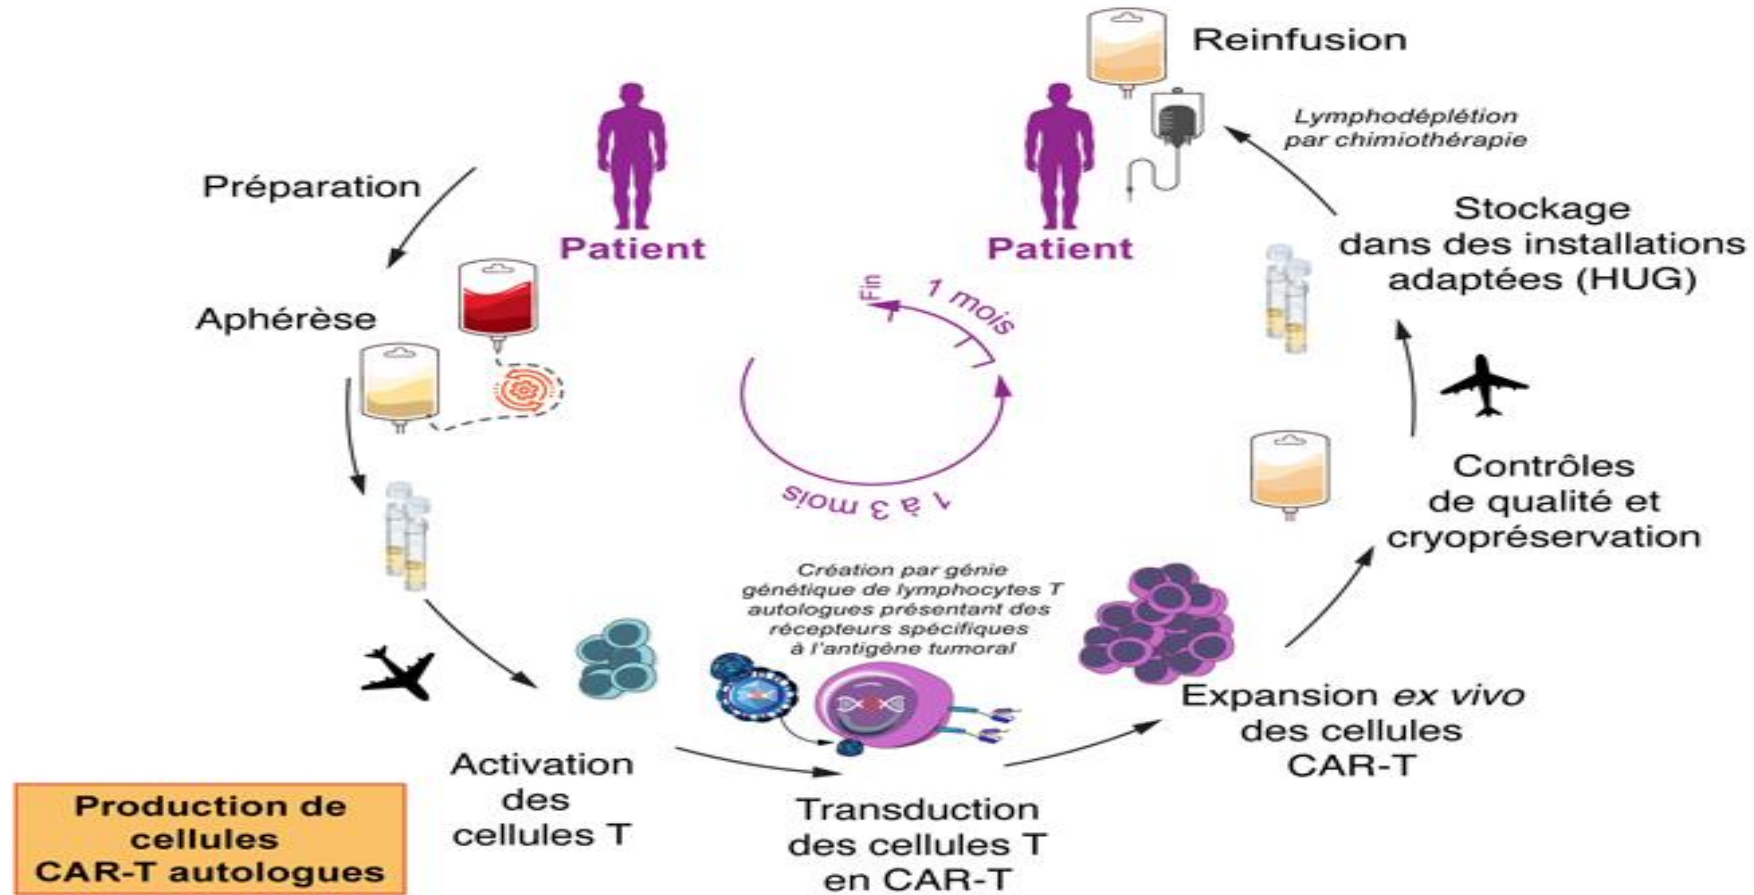 Reinfusion
Lymphodéplétion
par chimiothérapie
Préparation
Patient
Patient
Stockage
dans des installations
adaptées (HUG)
Aphérèse
Fin
1 mois
1 à 3 mois
Contrôles
de qualité et
cryopréservation
Création par génie
génétique de lymphocytes T
autologues présentant des
récepteurs spécifiques
à l'antigène tumoral
Expansion ex vivo
des cellules
CAR-T
Activation
des
cellules T
Transduction
des cellules T
en CAR-T
Production de
cellules
CAR-T autologues